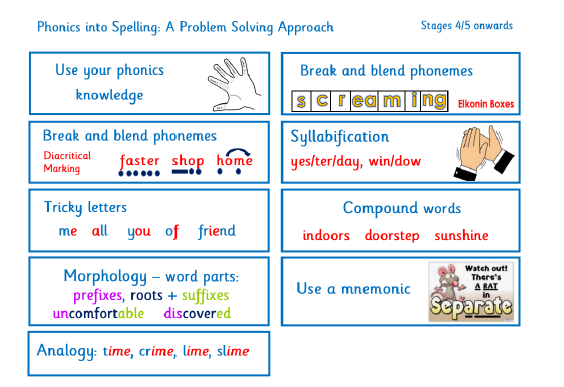 Phonics into Spelling: A Problem Solving Approach
Stages 4/5 onwards
Use your phonics
knowledge
Break and blend phonemes
screaming
Elkonin Boxes
Break and blend phonemes
Diacritical
Marking
faster shop home
Syllabification
yes/ter/day, win/dow
Tricky letters
me all you of friend
Compound words
indoors doorstep sunshine
Morphology – word parts:
prefixes, roots + suffixes
uncomfortable discovered
Use a mnemonic
Watch out!
There's
A RAT
in
Separate
Analogy: time, crime, lime, slime